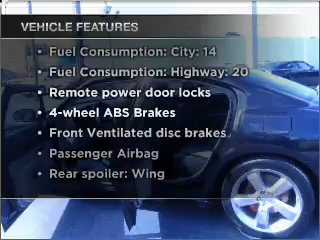 VEHICLE FEATURES
• Fuel Consumption: City: 14
• Fuel Consumption: Highway: 20
• Remote power door locks
• 4-wheel ABS Brakes
• Front Ventilated disc brakes
• Passenger Airbag
• Rear spoiler: Wing